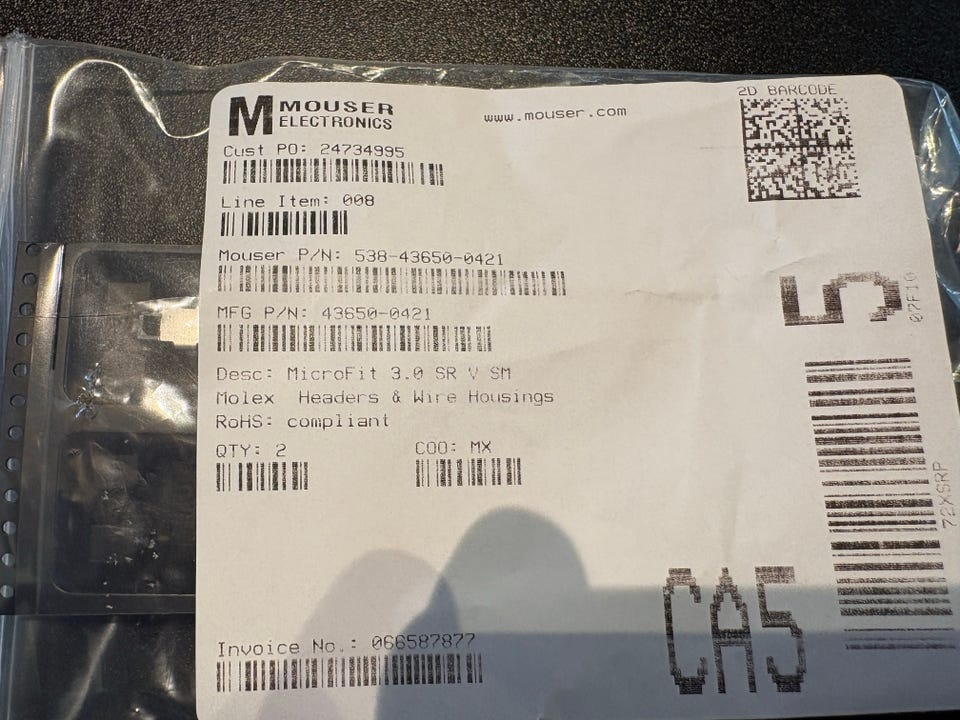 MOUSER
ELECTRONICS
www.mouser.com
2D BARCODE
Cust PO: 24734995
Line Item: 008
Mouser P/N: 538-43650-0421
MFG P/N: 43650-0421
Desc: MicroFit 3.0 SR V SM
Molex Headers & Wire Housings
RoHS: compliant
QTY: 2 COO: MX
Invoice No.: 066587877
5
72XSRP
CA5